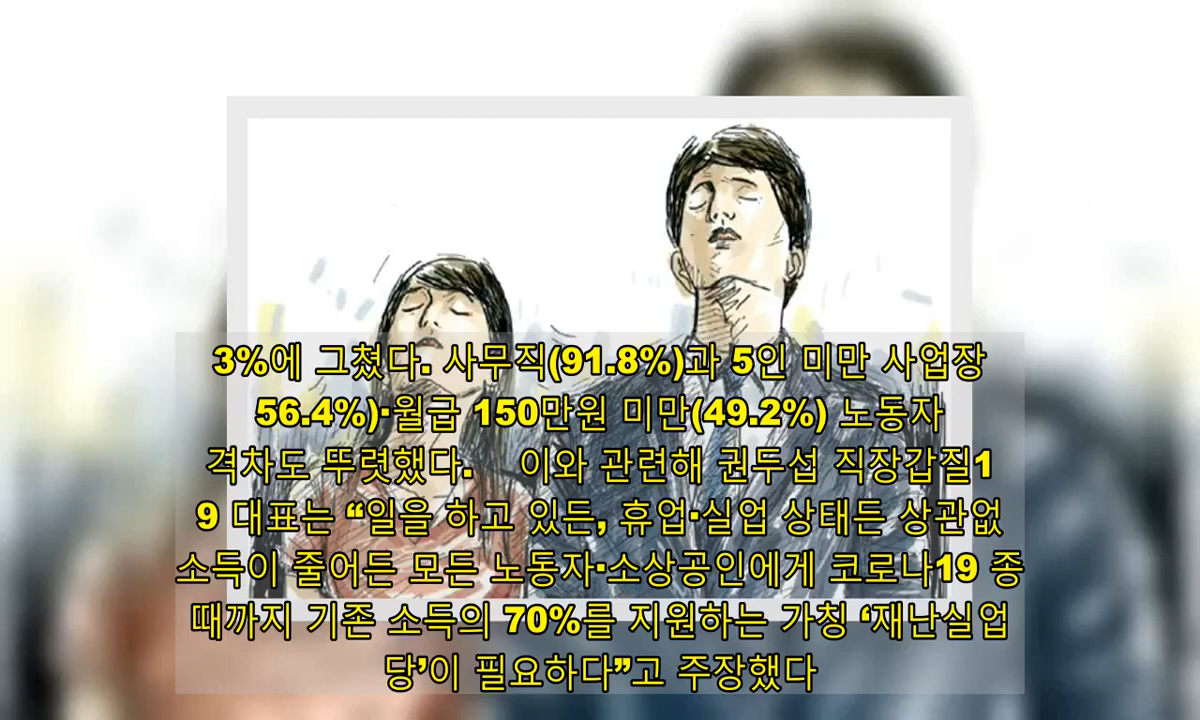 3%에 그쳤다. 사무직(91.8%)과 5인 미만 사업장
56.4%)·월급 150만원 미만(49.2%) 노동자
격차도 뚜렷했다. 이와 관련해 권두섭 직장갑질1
9 대표는 “일을 하고 있든, 휴업·실업 상태든 상관없
소득이 줄어든 모든 노동자·소상공인에게 코로나19 종
때까지 기존 소득의 70%를 지원하는 가칭 ‘재난실업
당’이 필요하다”고 주장했다